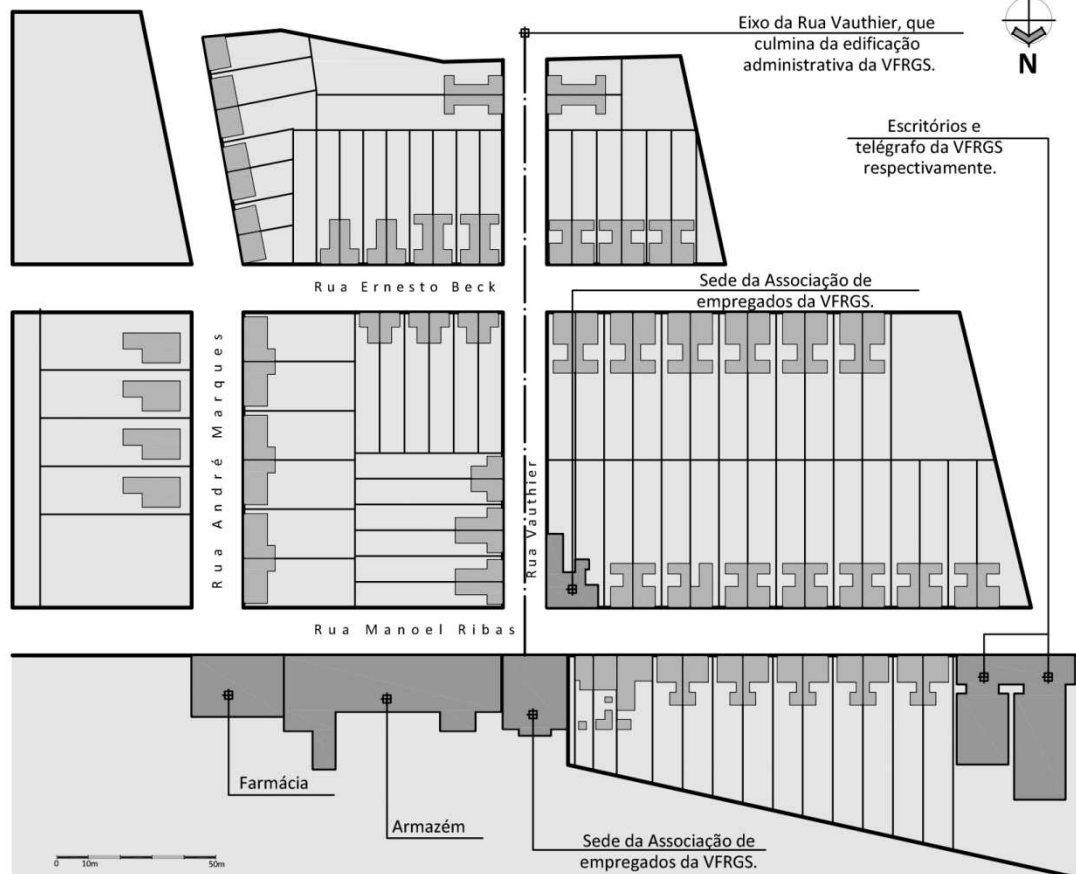 Eixo da Rua Vauthier, que
culmina da edificação
administrativa da VFRGS.
N
Escritórios e
telégrafo da VFRGS
respectivamente.
Rua Ernesto Beck
Sede da Associação de
empregados da VFRGS.
Rua André Marques
Rua Vauthier
Rua Manoel Ribas
Farmácia
Armazém
Sede da Associação de
empregados da VFRGS.
0 10m 50m